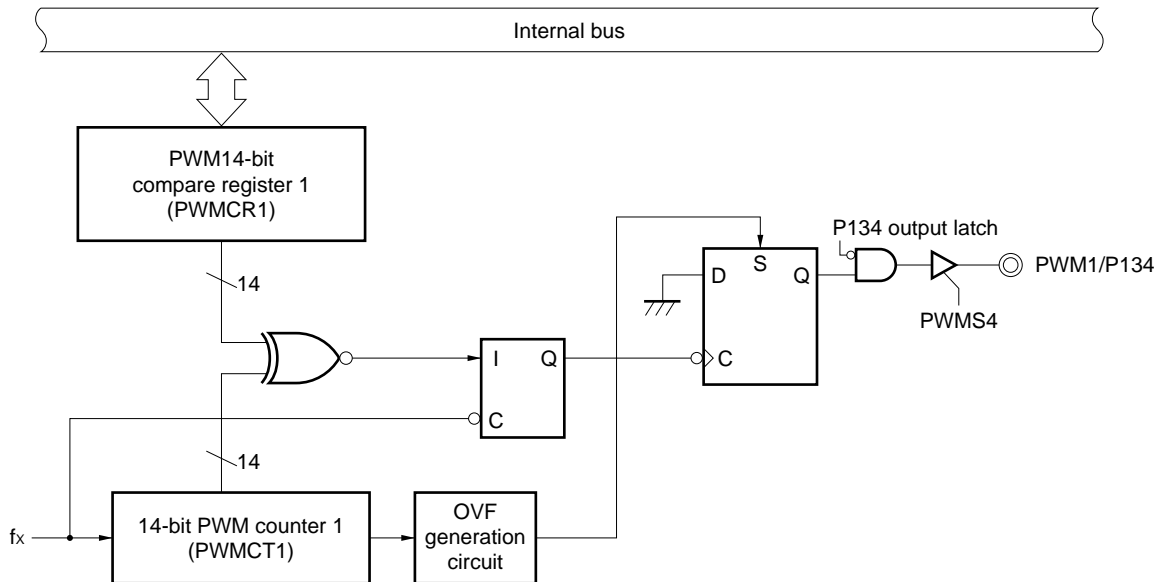 Internal bus
PWM14-bit
compare register 1
(PWMCR1)
14
P134 output latch
S
D
Q
PWM1/P134
PWMS4
I
Q
C
C
14
fX
14-bit PWM counter 1
(PWMCT1)
OVF
generation
circuit